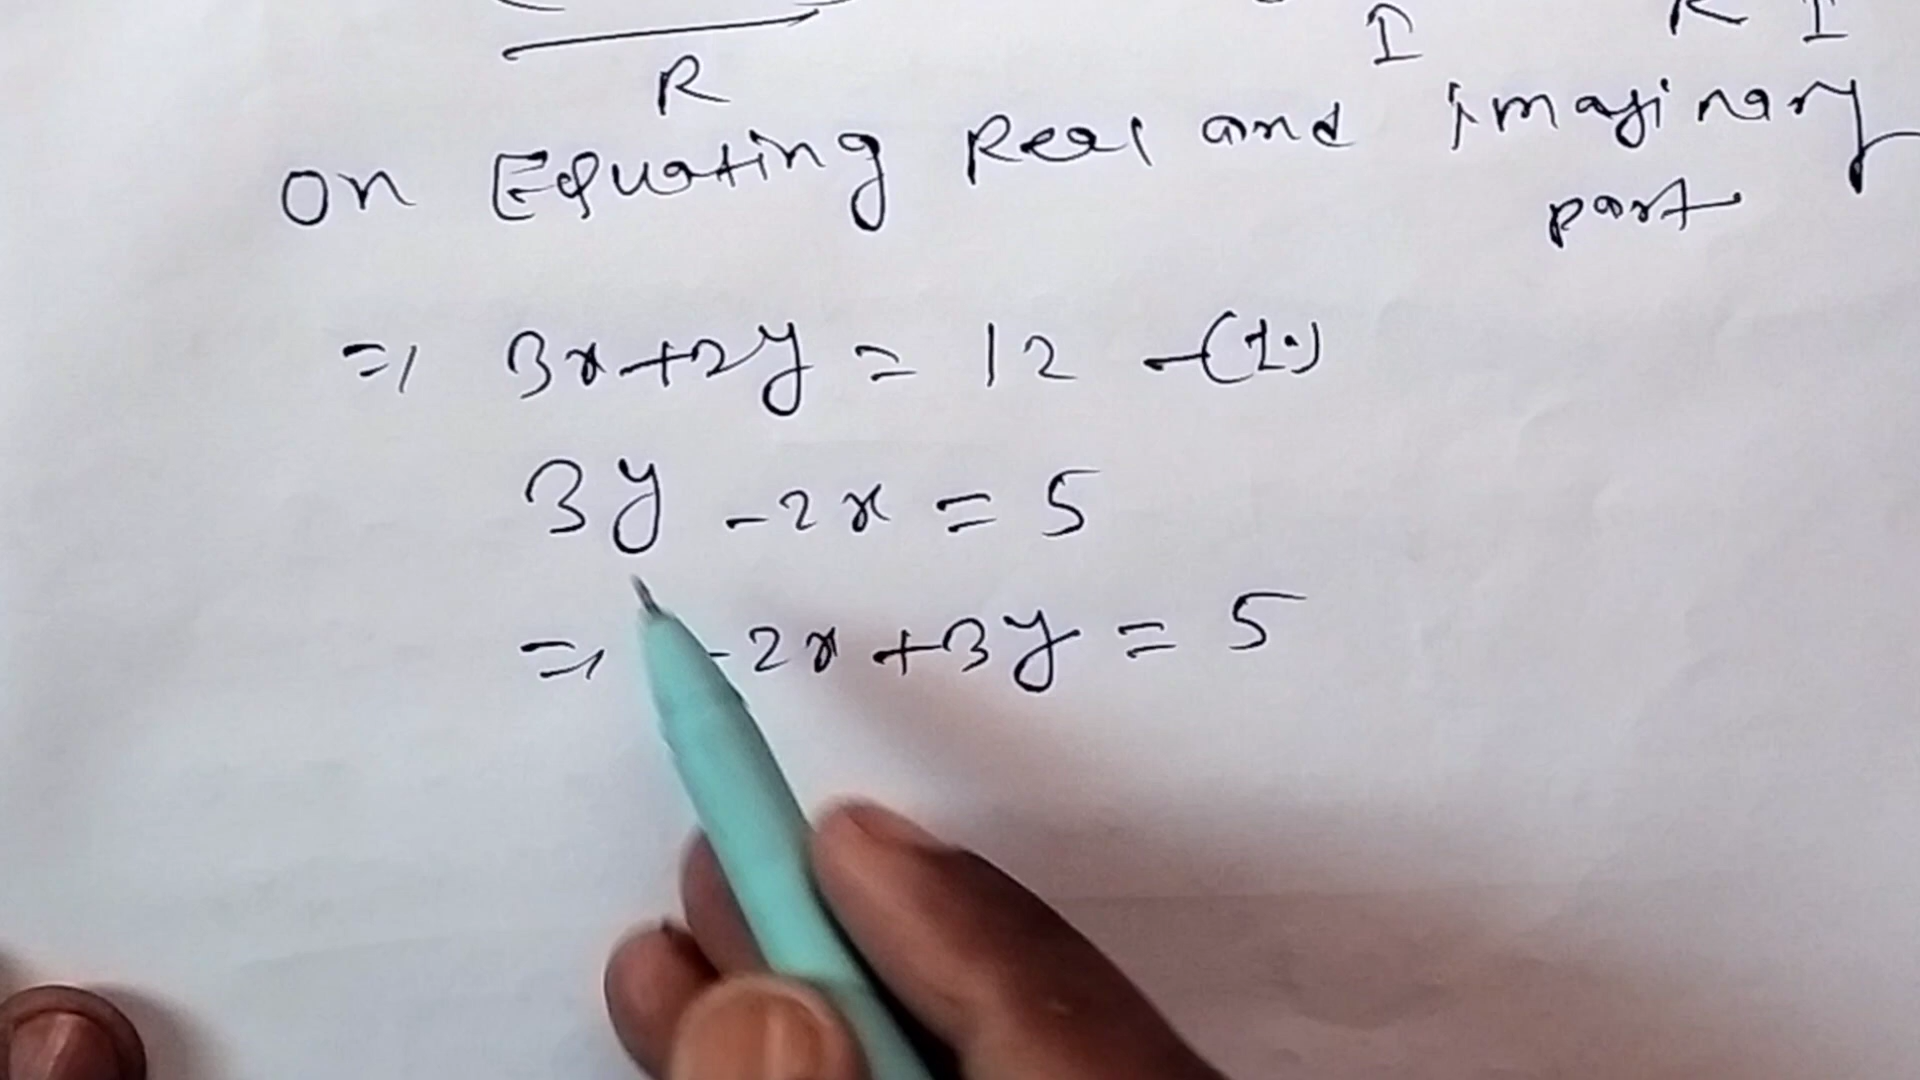 R I R I
on Equating Real and imaginary
part
=> 3x+2y = 12 -(1.)
3y -2x = 5
=> -2x +3y = 5